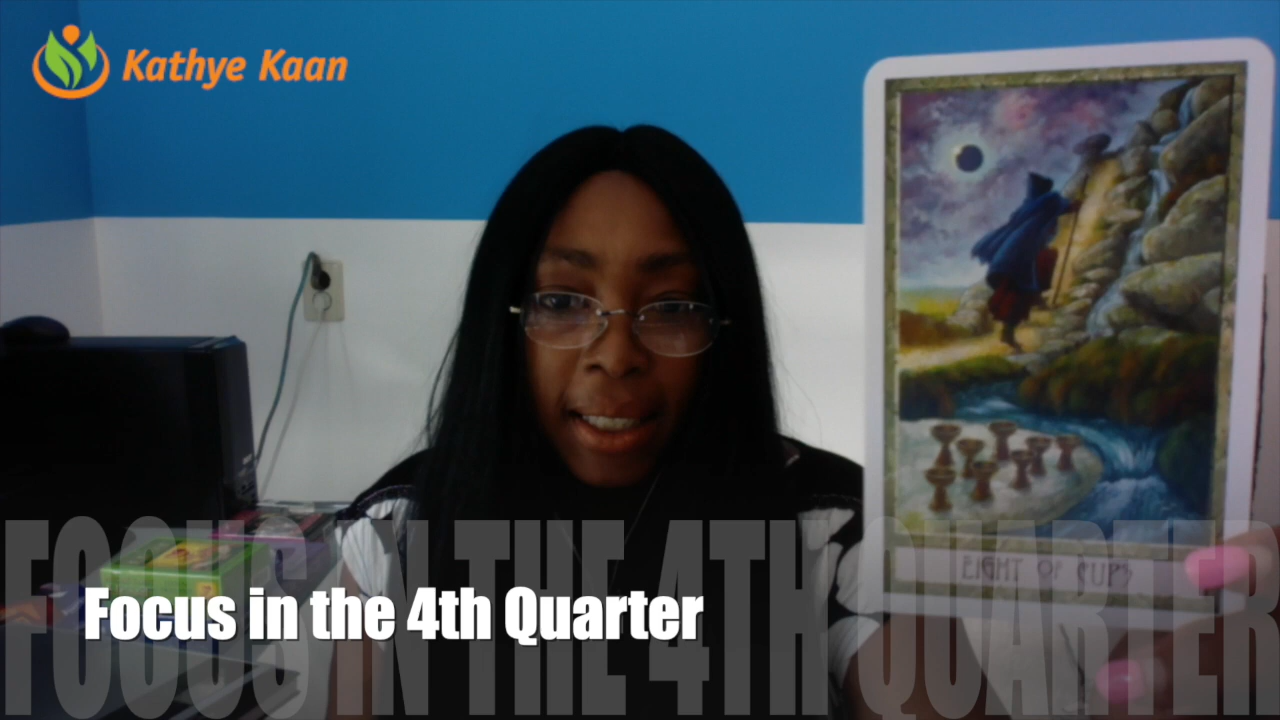 Kathye Kaan
EIGHT OF CUPS
FOCUS IN THE 4TH QUARTER
Focus in the 4th Quarter